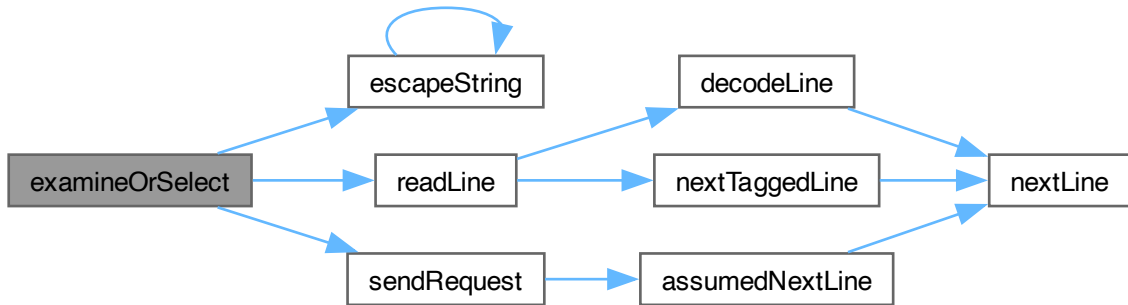 escapeString
decodeLine
examineOrSelect
readLine
nextTaggedLine
nextLine
sendRequest
assumedNextLine